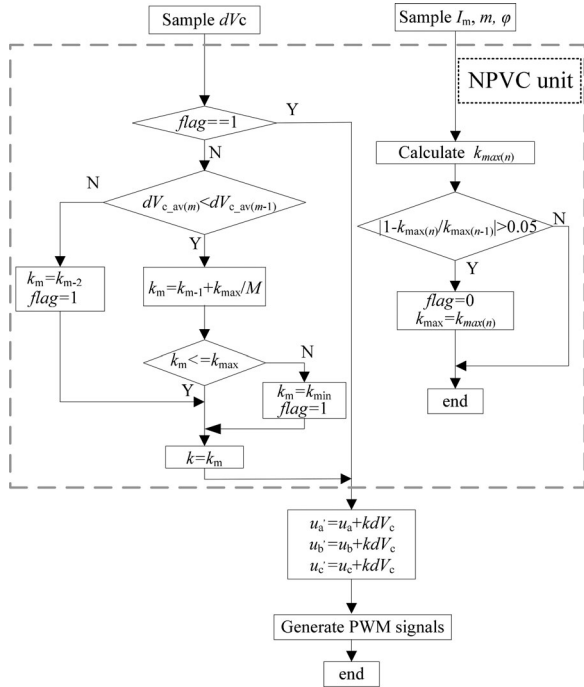 Sample dVc
Sample Im, m, φ
NPVC unit
flag==1
Y
N
Calculate kmax(n)
N
dVc_av(m)<dVc_av(m-1)
Y
|1-kmax(n)/kmax(n-1)|>0.05
N
Y
km=km-2
flag=1
km=km-1+kmax/M
flag=0
kmax=kmax(n)
km<=kmax
N
Y
km=kmin
flag=1
end
k=km
ua'=ua+kdVc
ub'=ub+kdVc
uc'=uc+kdVc
Generate PWM signals
end